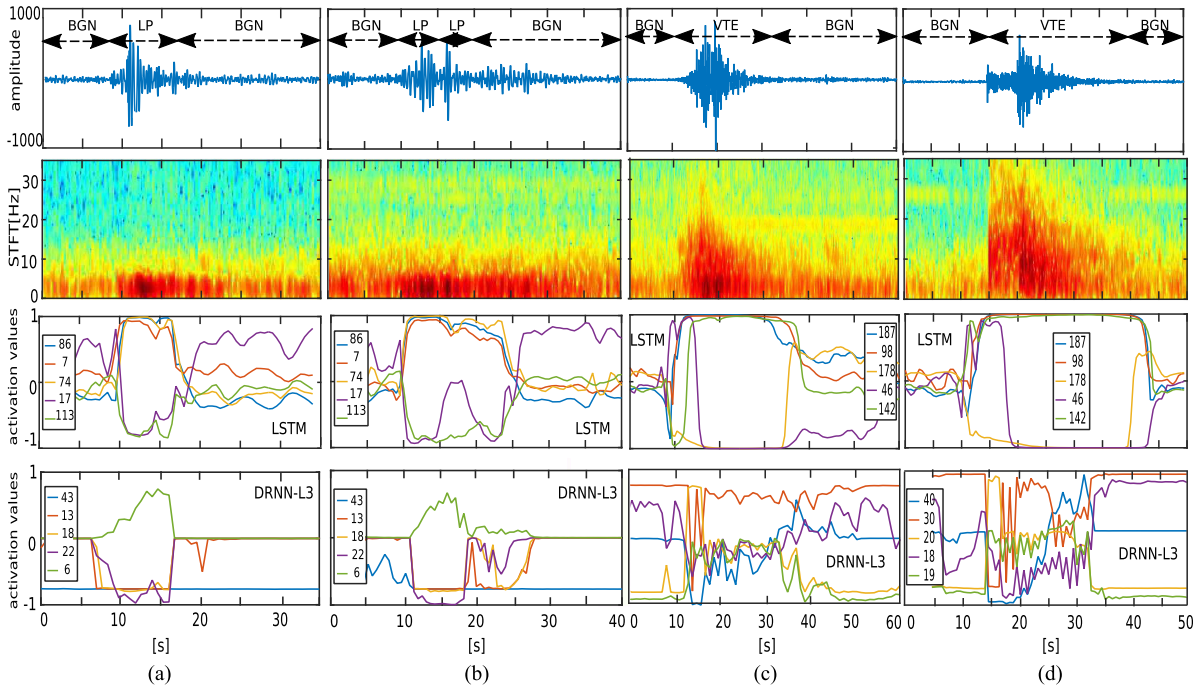 1000
amplitude
-1000
BGN LP BGN
BGN LP LP BGN
BGN VTE BGN
BGN VTE BGN
STFT[Hz]
30
20
10
0
activation values
1
0
-1
86
7
74
17
113
LSTM
86
7
74
17
113
LSTM
LSTM
187
98
178
46
142
LSTM
187
98
178
46
142
activation values
1
0
-1
43
13
18
22
6
DRNN-L3
43
13
18
22
6
DRNN-L3
DRNN-L3
40
30
20
18
19
DRNN-L3
0 10 20 30
0 10 20 30 40
0 10 20 30 40 50 60
0 10 20 30 40 50
[s] [s] [s] [s]
(a) (b) (c) (d)